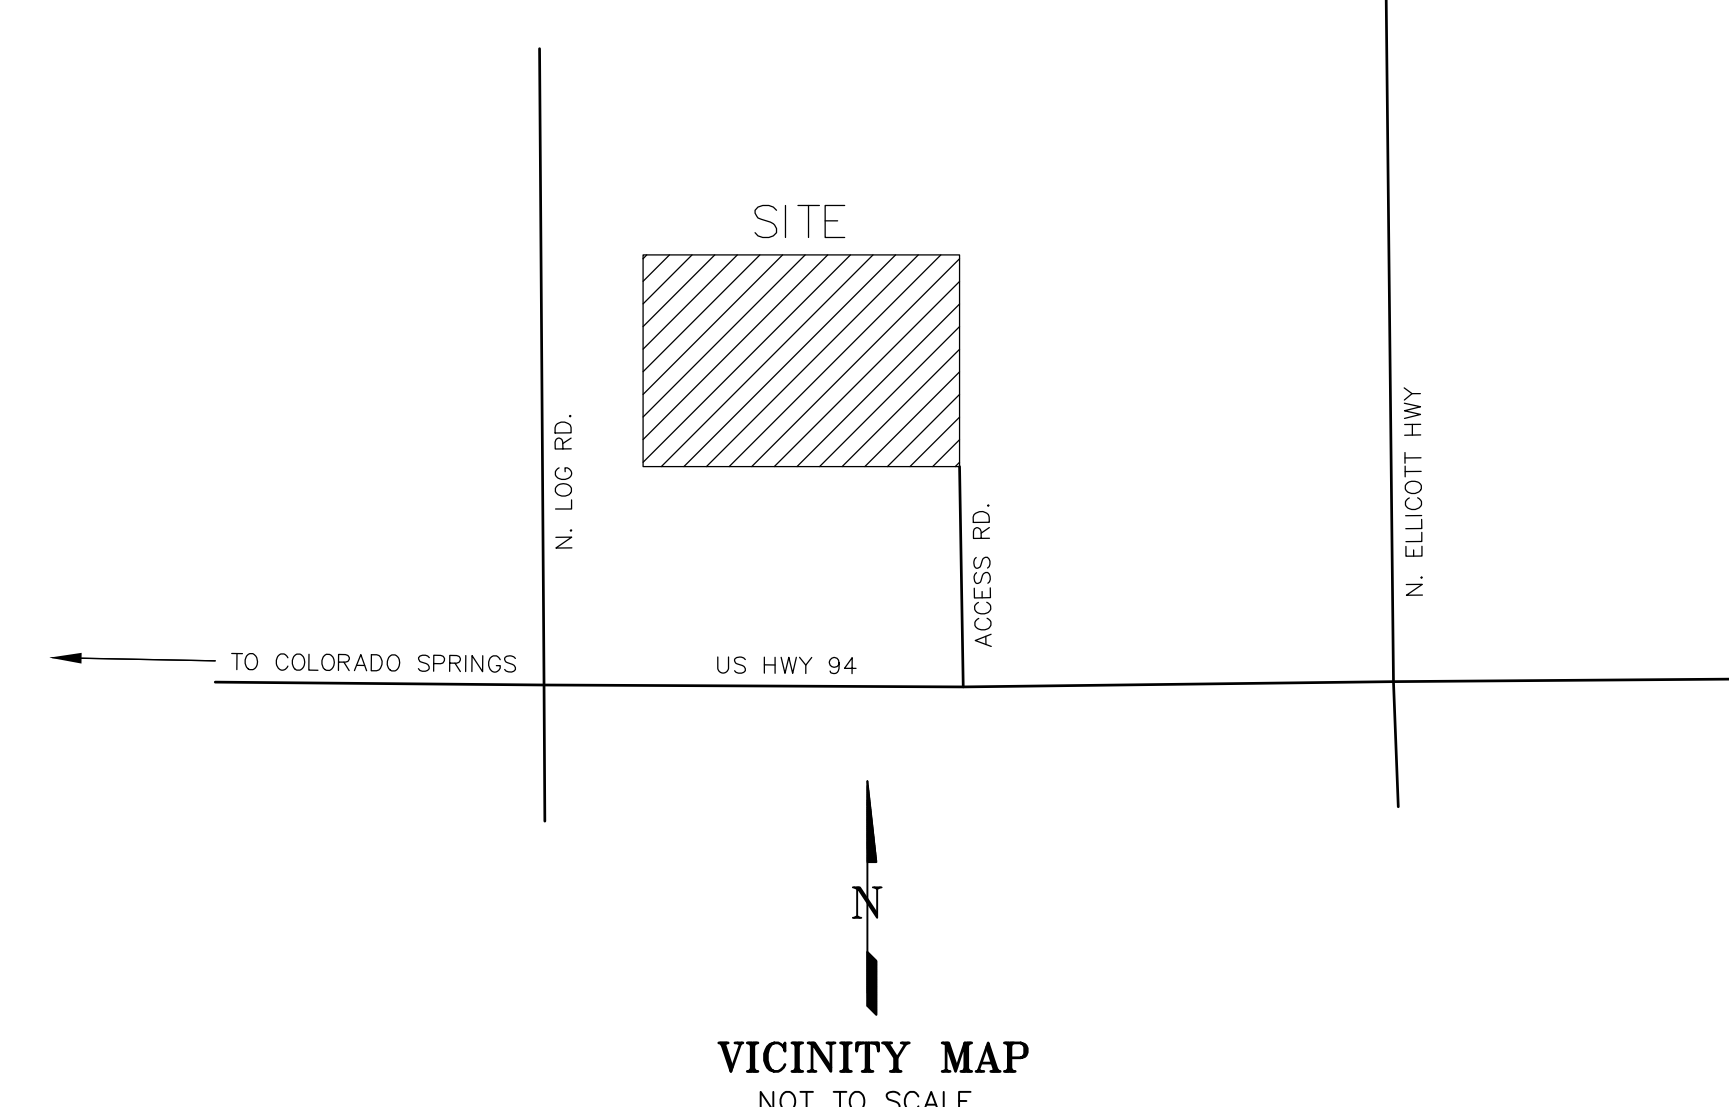 SITE
N. LOG RD.
N. ELLICOTT HWY
ACCESS RD.
TO COLORADO SPRINGS
US HWY 94
N
VICINITY MAP
NOT TO SCALE